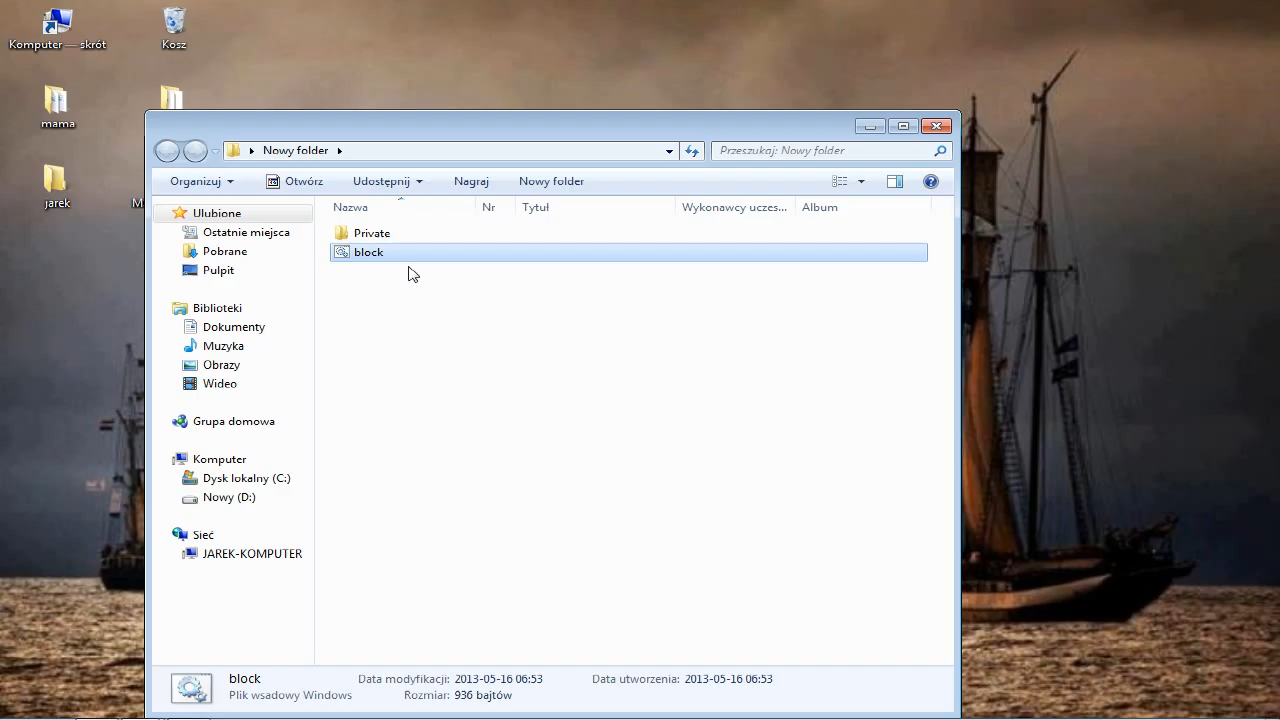 Komputer — skrót
Kosz
mama
jarek
M
Nowy folder
Przeszukaj: Nowy folder
Organizuj
Otwórz
Udostępnij
Nagraj
Nowy folder
Nazwa
Nr
Tytuł
Wykonawcy uczes...
Album
Ulubione
Ostatnie miejsca
Pobrane
Pulpit
Biblioteki
Dokumenty
Muzyka
Obrazy
Wideo
Grupa domowa
Komputer
Dysk lokalny (C:)
Nowy (D:)
Sieć
JAREK-KOMPUTER
Private
block
block
Data modyfikacji: 2013-05-16 06:53
Data utworzenia: 2013-05-16 06:53
Plik wsadowy Windows
Rozmiar: 936 bajtów